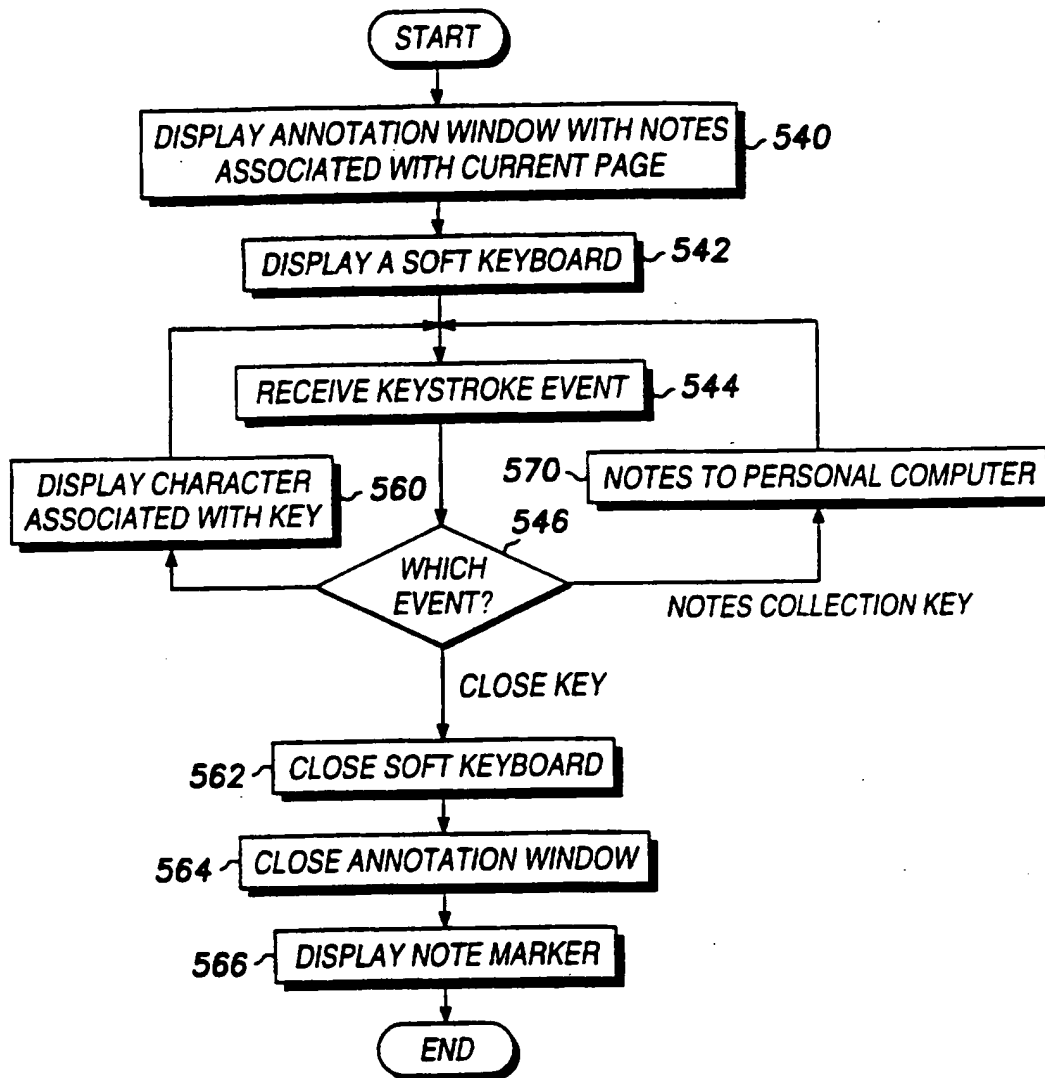 START
DISPLAY ANNOTATION WINDOW WITH NOTES
ASSOCIATED WITH CURRENT PAGE
540
DISPLAY A SOFT KEYBOARD
542
RECEIVE KEYSTROKE EVENT
544
DISPLAY CHARACTER
ASSOCIATED WITH KEY
560
570
NOTES TO PERSONAL COMPUTER
546
WHICH
EVENT?
NOTES COLLECTION KEY
CLOSE KEY
562
CLOSE SOFT KEYBOARD
564
CLOSE ANNOTATION WINDOW
566
DISPLAY NOTE MARKER
END